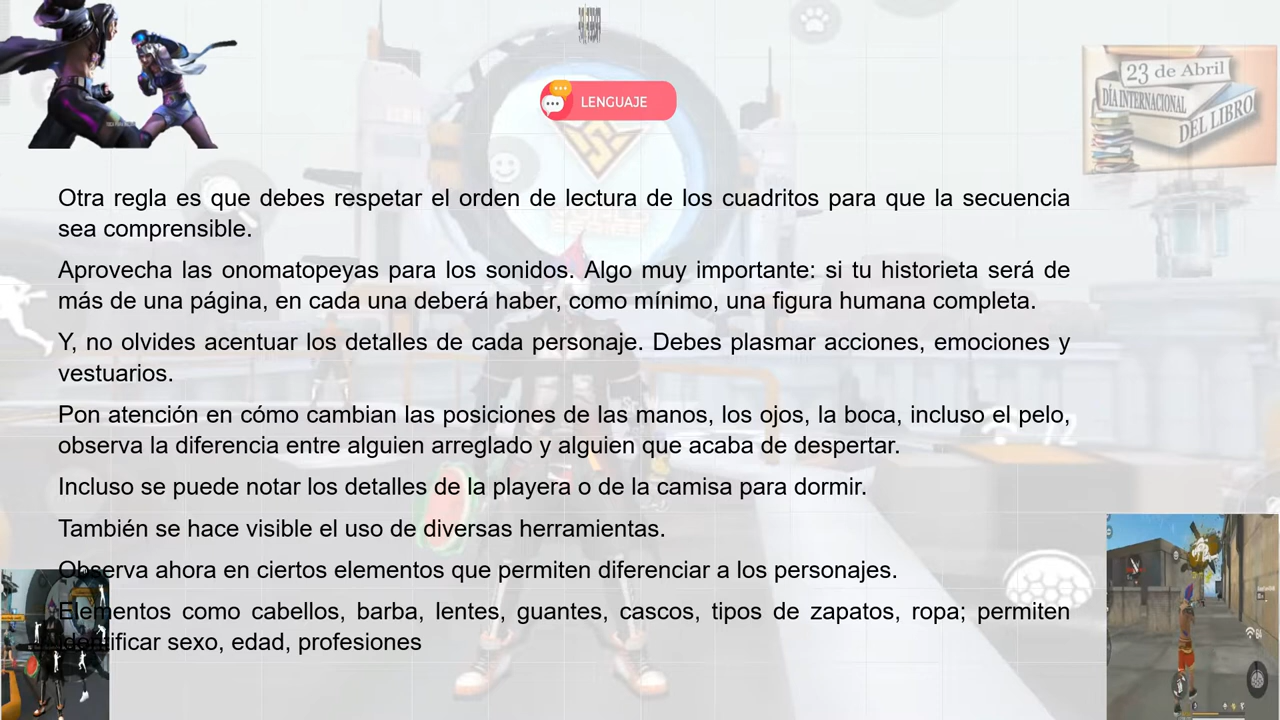 LENGUAJE
23 de Abril
DÍA INTERNACIONAL
DEL LIBRO
Otra regla es que debes respetar el orden de lectura de los cuadritos para que la secuencia
sea comprensible.
Aprovecha las onomatopeyas para los sonidos. Algo muy importante: si tu historieta será de
más de una página, en cada una deberá haber, como mínimo, una figura humana completa.
Y, no olvides acentuar los detalles de cada personaje. Debes plasmar acciones, emociones y
vestuarios.
Pon atención en cómo cambian las posiciones de las manos, los ojos, la boca, incluso el pelo,
observa la diferencia entre alguien arreglado y alguien que acaba de despertar.
Incluso se puede notar los detalles de la playera o de la camisa para dormir.
También se hace visible el uso de diversas herramientas.
Observa ahora en ciertos elementos que permiten diferenciar a los personajes.
Elementos como cabellos, barba, lentes, guantes, cascos, tipos de zapatos, ropa; permiten
identificar sexo, edad, profesiones